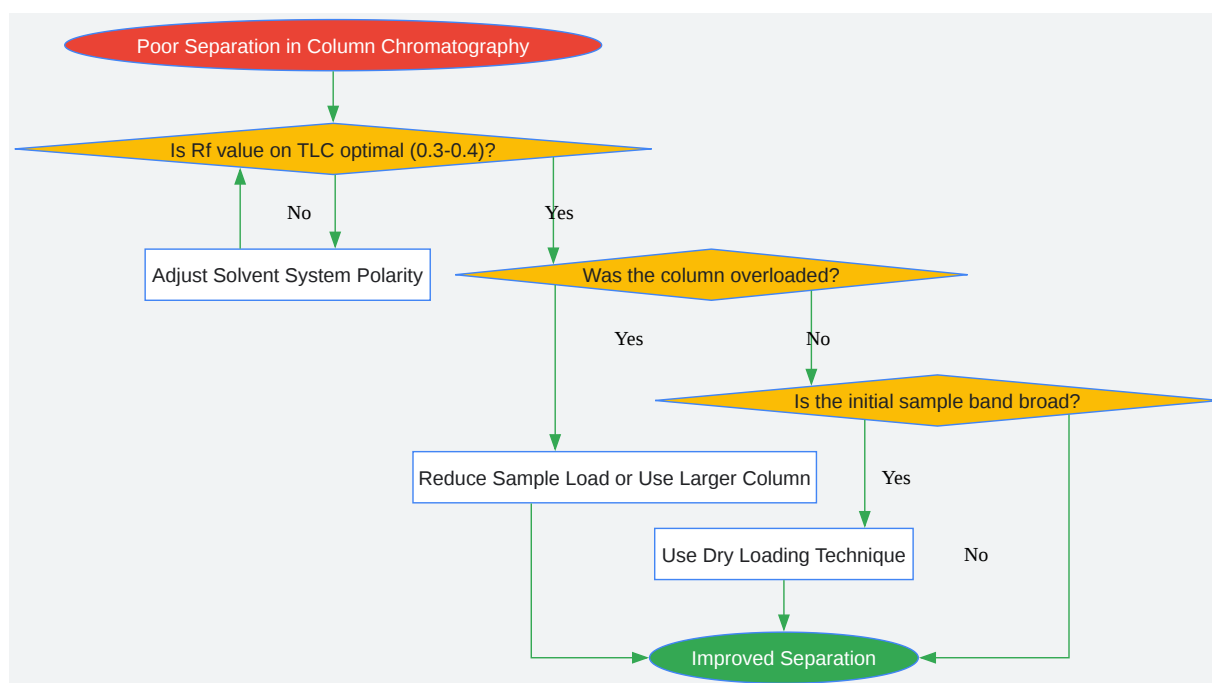 Poor Separation in Column Chromatography
Is Rf value on TLC optimal (0.3-0.4)?
No
Yes
Adjust Solvent System Polarity
Was the column overloaded?
Yes
No
Is the initial sample band broad?
Reduce Sample Load or Use Larger Column
Yes
Use Dry Loading Technique
No
Improved Separation